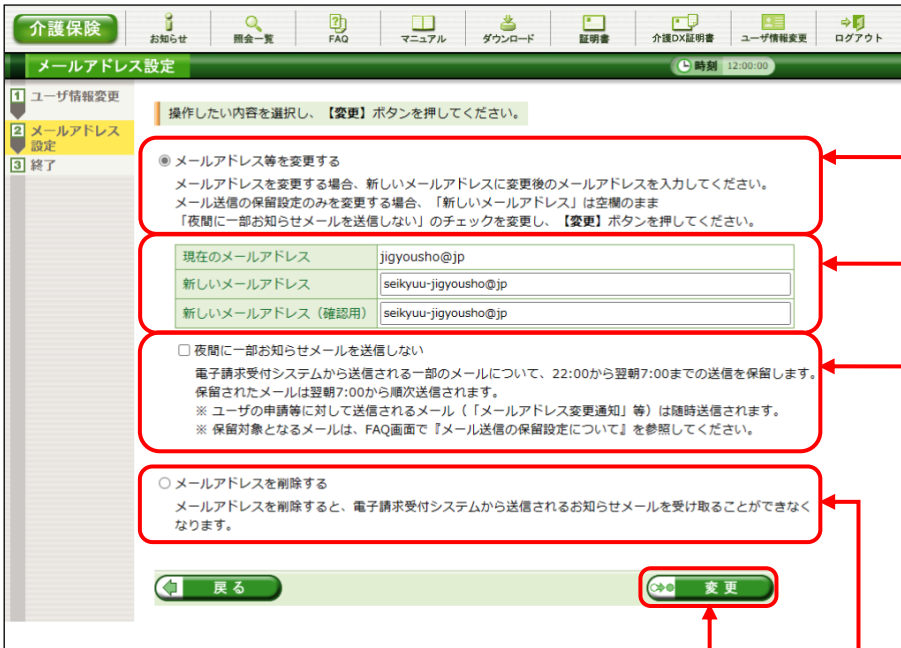 介護保険
お知らせ
照会一覧
FAQ
マニュアル
ダウンロード
証明書
介護DX証明書
ユーザ情報変更
ログアウト
メールアドレス設定
時刻 12:00:00
1 ユーザ情報変更
2 メールアドレス
設定
3 終了
操作したい内容を選択し、【変更】ボタンを押してください。
メールアドレス等を変更する
メールアドレスを変更する場合、新しいメールアドレスに変更後のメールアドレスを入力してください。
メール送信の保留設定のみを変更する場合、「新しいメールアドレス」は空欄のまま
「夜間に一部お知らせメールを送信しない」のチェックを変更し、【変更】ボタンを押してください。
現在のメールアドレス jigyousho@jp
新しいメールアドレス seikyuu-jigyousho@jp
新しいメールアドレス（確認用） seikyuu-jigyousho@jp
夜間に一部お知らせメールを送信しない
電子請求受付システムから送信される一部のメールについて、22:00から翌朝7:00までの送信を保留します。
保留されたメールは翌朝7:00から順次送信されます。
※ ユーザの申請等に対して送信されるメール（「メールアドレス変更通知」等）は随時送信されます。
※ 保留対象となるメールは、FAQ画面で『メール送信の保留設定について』を参照してください。
メールアドレスを削除する
メールアドレスを削除すると、電子請求受付システムから送信されるお知らせメールを受け取ることができなく
なります。
戻る
変更